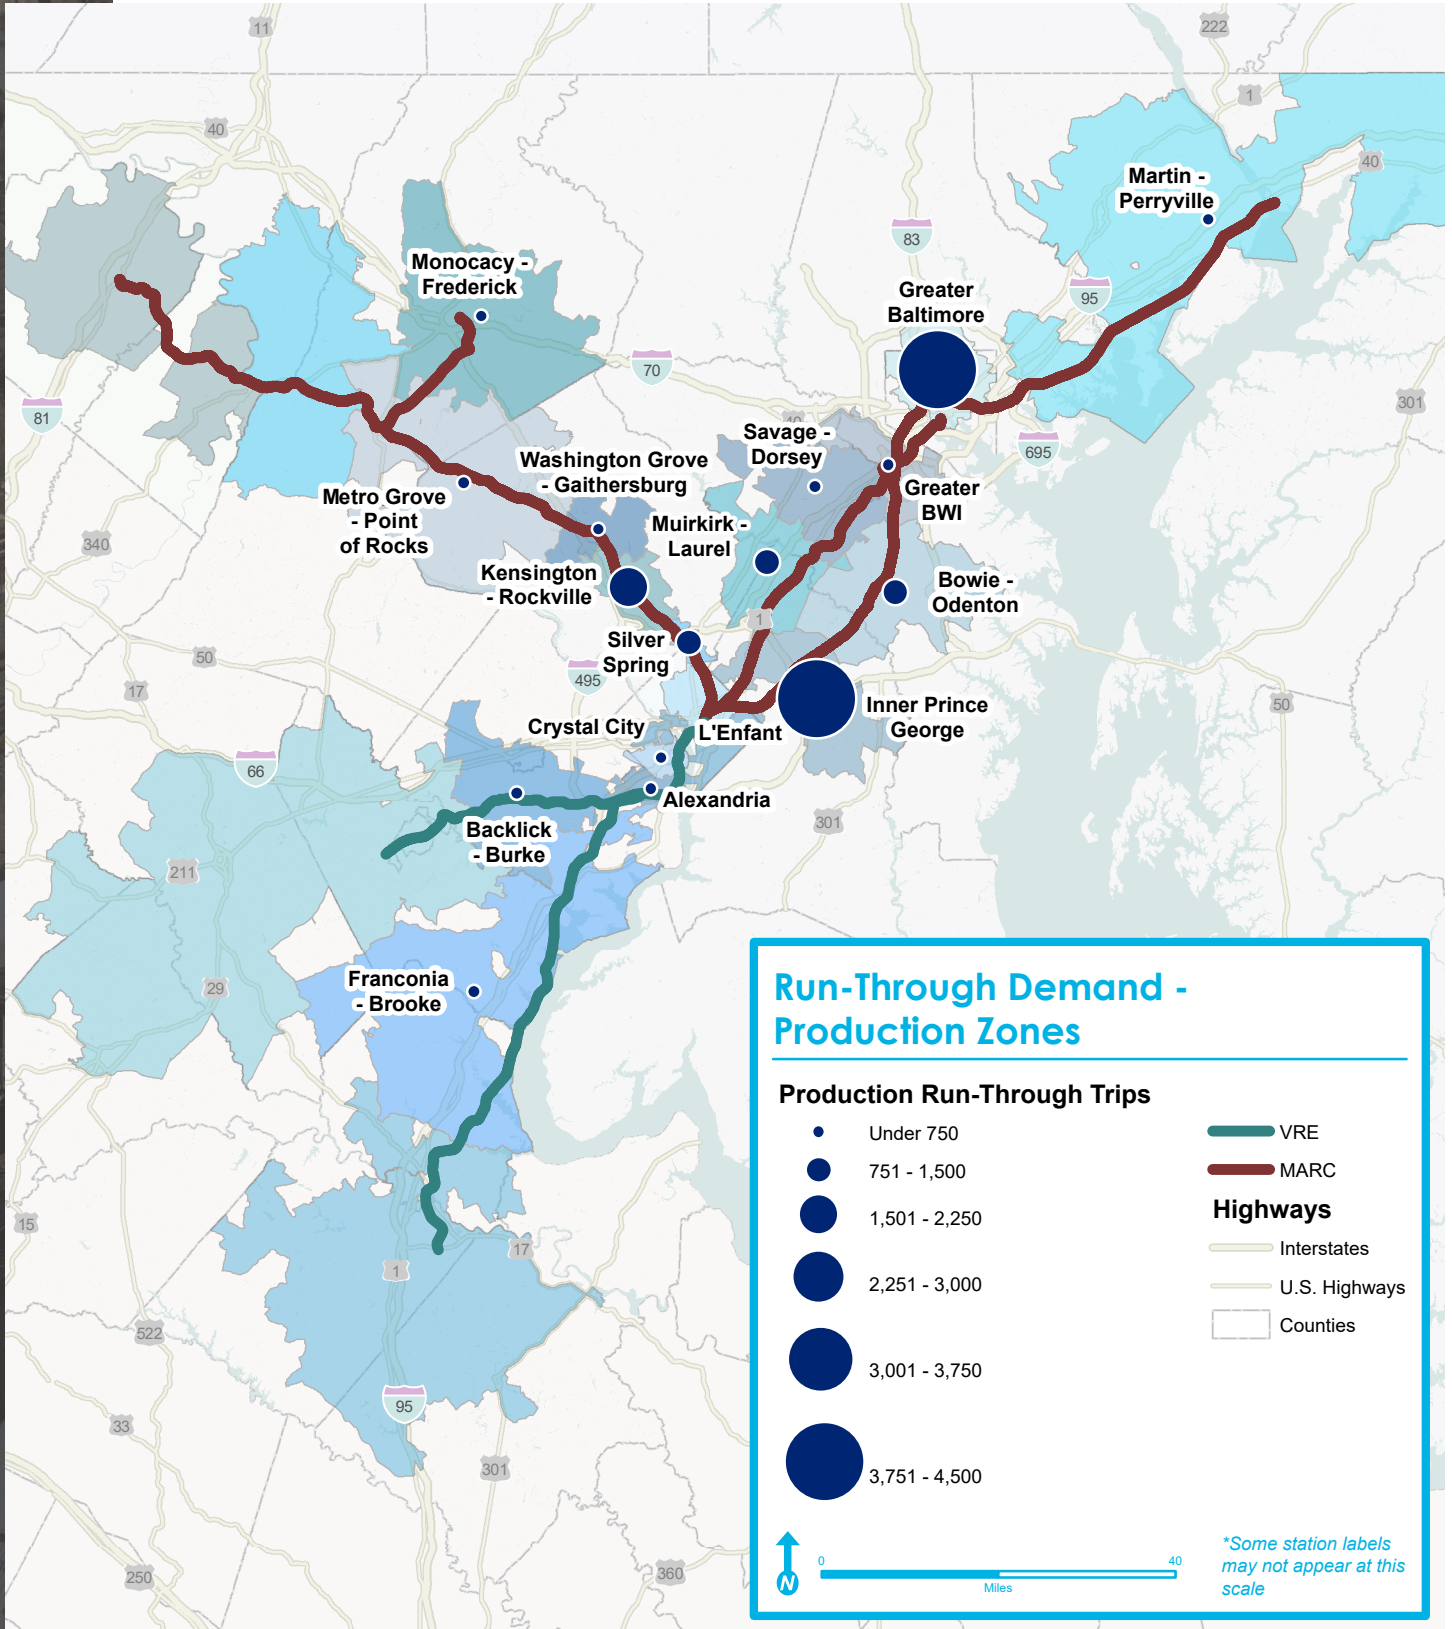 11
222
1
40
40
Martin -
Perryville
83
Monocacy -
Frederick
Greater
Baltimore
95
70
81
301
40
Savage -
Dorsey
695
Washington Grove
- Gaithersburg
Metro Grove
- Point
of Rocks
Greater
BWI
Muirkirk -
Laurel
340
Kensington
- Rockville
Bowie -
Odenton
1
Silver
Spring
50
495
17
50
Inner Prince
George
Crystal City
L'Enfant
66
Alexandria
301
Backlick
- Burke
211
Franconia
- Brooke
29
15
17
1
522
95
33
301
250
360
Run-Through Demand -
Production Zones
Production Run-Through Trips
Under 750
751 - 1,500
1,501 - 2,250
2,251 - 3,000
3,001 - 3,750
3,751 - 4,500
VRE
MARC
Highways
Interstates
U.S. Highways
Counties
N
0
40
Miles
*Some station labels
may not appear at this
scale